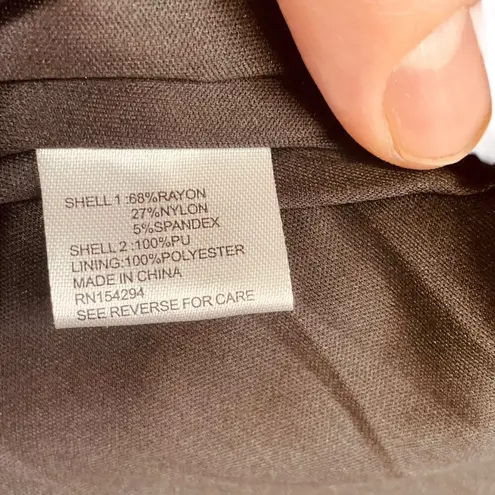 SHELL 1 :68%RAYON
27%NYLON
5%SPANDEX
SHELL 2 :100%PU
LINING:100%POLYESTER
MADE IN CHINA
RN154294
SEE REVERSE FOR CARE